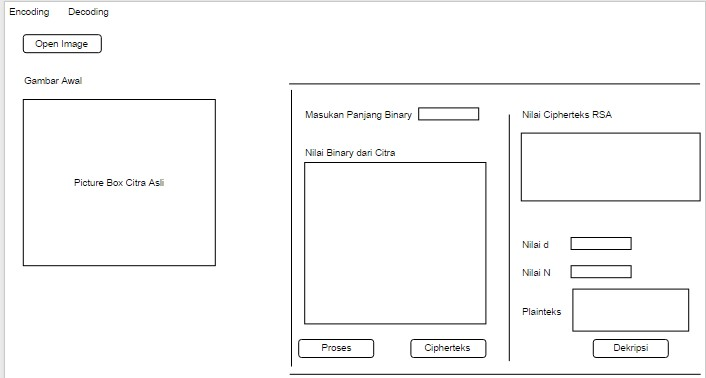 Encoding Decoding
Open Image
Gambar Awal
Picture Box Citra Asli
Masukan Panjang Binary
Nilai Binary dari Citra
Proses
Cipherteks
Nilai Cipherteks RSA
Nilai d
Nilai N
Plainteks
Dekripsi